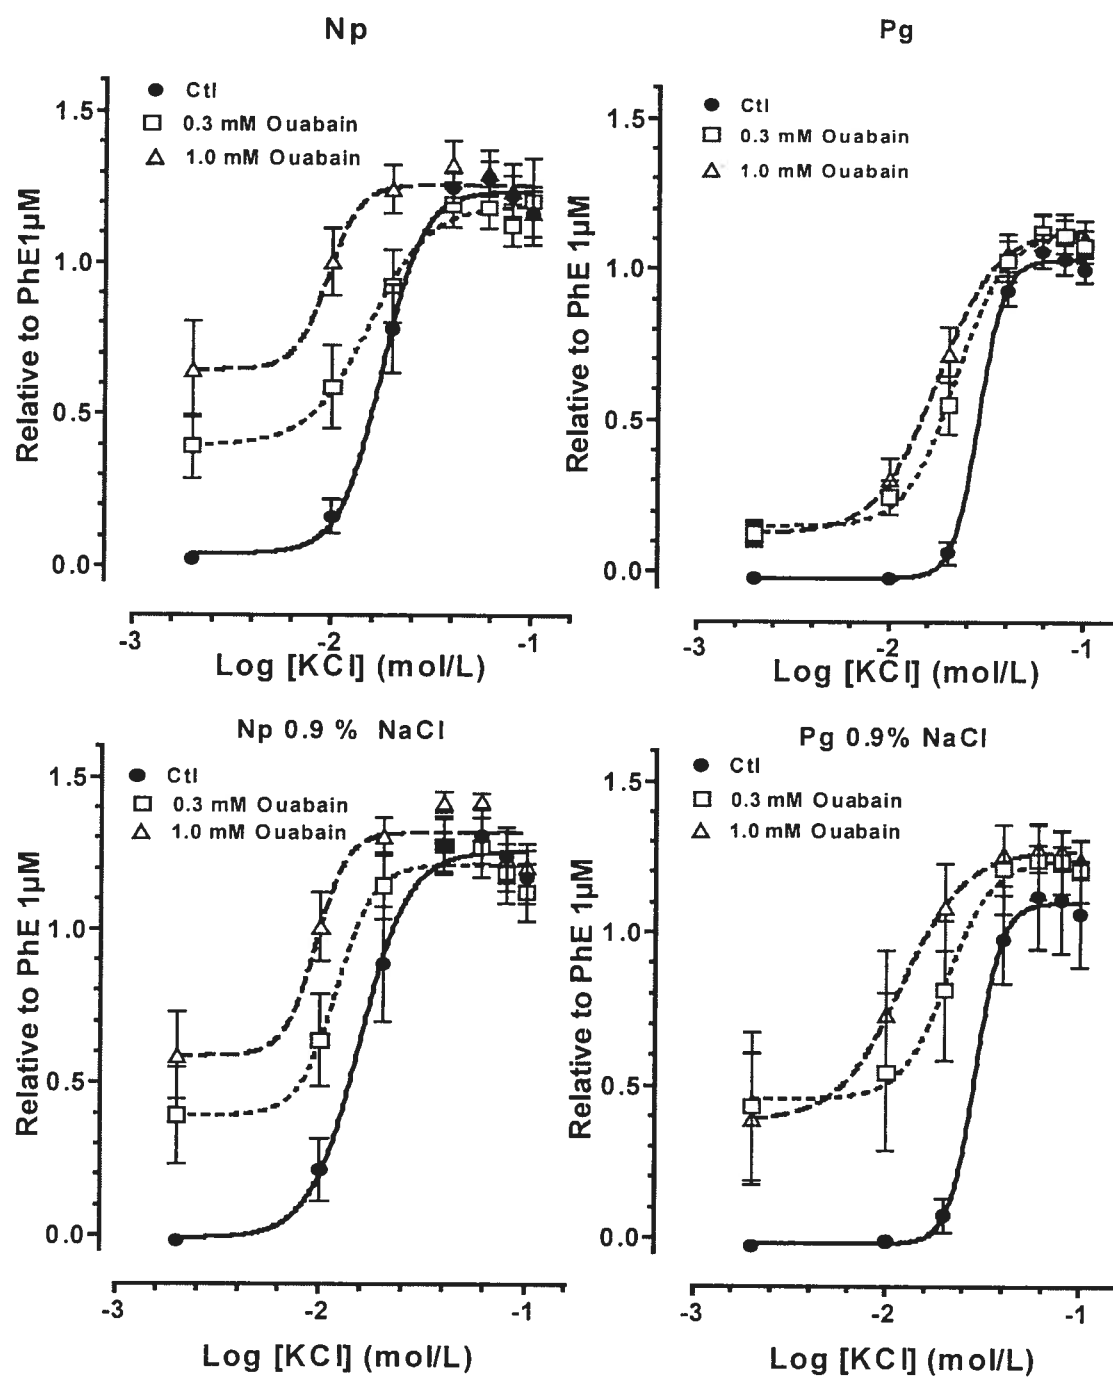 Np
Ctl
0.3 mM Ouabain
1.0 mM Ouabain
Relative to PhE1µM
1.5
1.0
0.5
0.0
-3
-2
-1
Log [KCl] (mol/L)
Pg
Ctl
0.3 mM Ouabain
1.0 mM Ouabain
Relative to PhE 1µM
1.5
1.0
0.5
0.0
-3
-2
-1
Log [KCl] (mol/L)
Np 0.9 % NaCl
Ctl
0.3 mM Ouabain
1.0 mM Ouabain
Relative to PhE 1µM
1.5
1.0
0.5
0.0
-3
-2
-1
Log [KCl] (mol/L)
Pg 0.9% NaCl
Ctl
0.3 mM Ouabain
1.0 mM Ouabain
Relative to PhE 1µM
1.5
1.0
0.5
0.0
-3
-2
-1
Log [KCl] (mol/L)